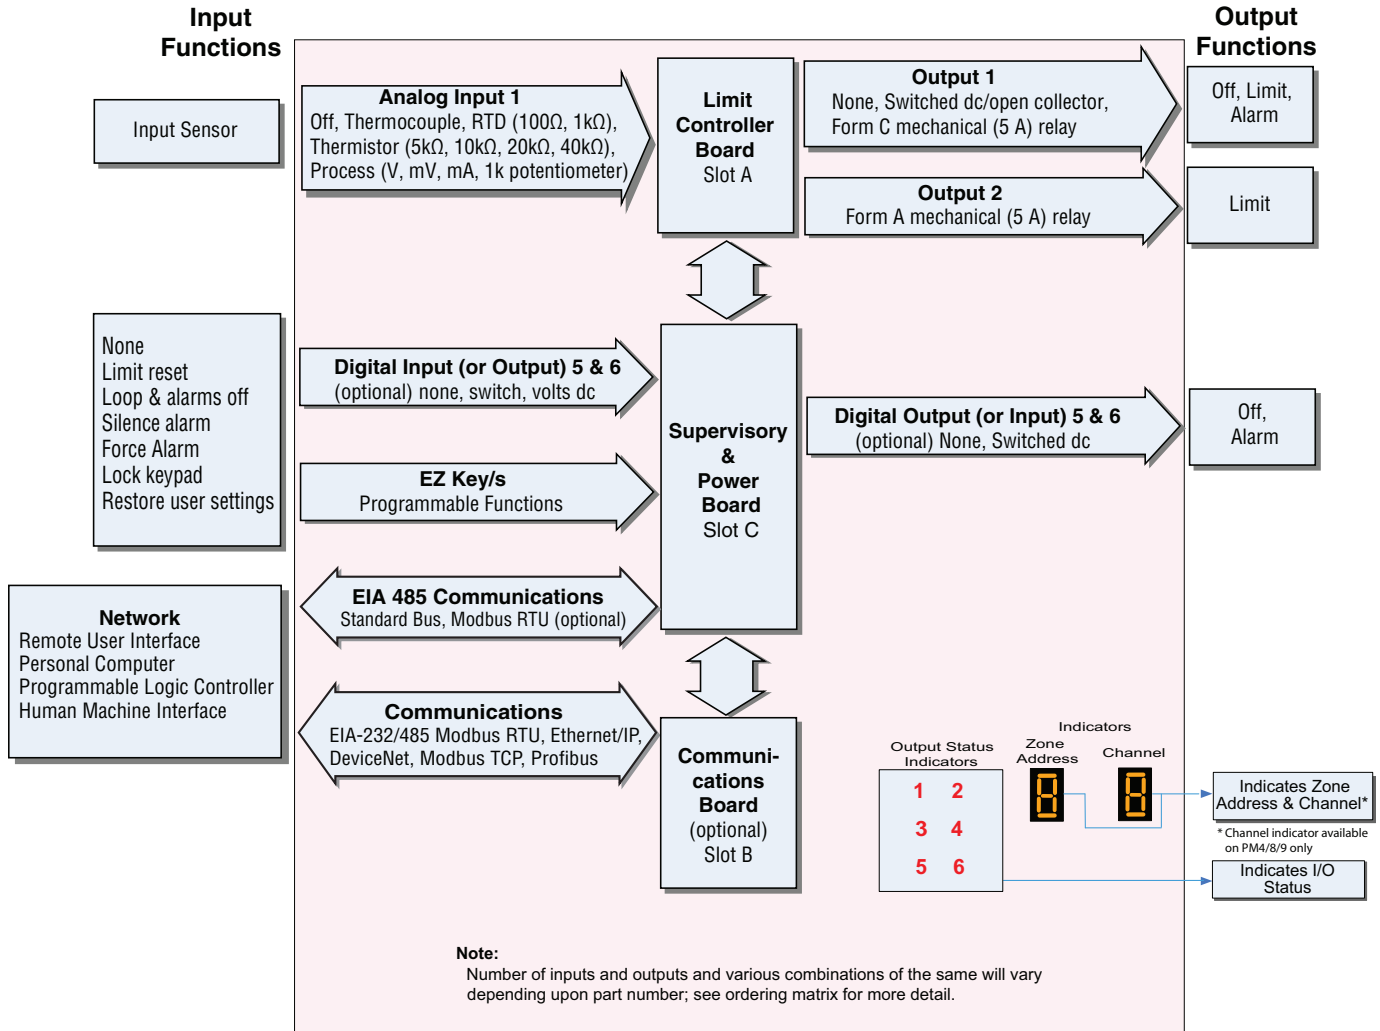 Input
Functions
Output
Functions
Input Sensor
Analog Input 1
Off, Thermocouple, RTD (100Ω, 1kΩ),
Thermistor (5kΩ, 10kΩ, 20kΩ, 40kΩ),
Process (V, mV, mA, 1k potentiometer)
Limit
Controller
Board
Slot A
Output 1
None, Switched dc/open collector,
Form C mechanical (5 A) relay
Off, Limit,
Alarm
Output 2
Form A mechanical (5 A) relay
Limit
None
Limit reset
Loop & alarms off
Silence alarm
Force Alarm
Lock keypad
Restore user settings
Digital Input (or Output) 5 & 6
(optional) none, switch, volts dc
EZ Key/s
Programmable Functions
Supervisory
&
Power
Board
Slot C
Digital Output (or Input) 5 & 6
(optional) None, Switched dc
Off,
Alarm
EIA 485 Communications
Standard Bus, Modbus RTU (optional)
Network
Remote User Interface
Personal Computer
Programmable Logic Controller
Human Machine Interface
Communications
EIA-232/485 Modbus RTU, Ethernet/IP,
DeviceNet, Modbus TCP, Profibus
Communi-
cations
Board
(optional)
Slot B
Output Status
Indicators
1 2
3 4
5 6
Indicators
Zone
Address
Channel
8 8
Indicates Zone
Address & Channel*
* Channel indicator available
on PM4/8/9 only
Indicates I/O
Status
Note:
Number of inputs and outputs and various combinations of the same will vary
depending upon part number; see ordering matrix for more detail.